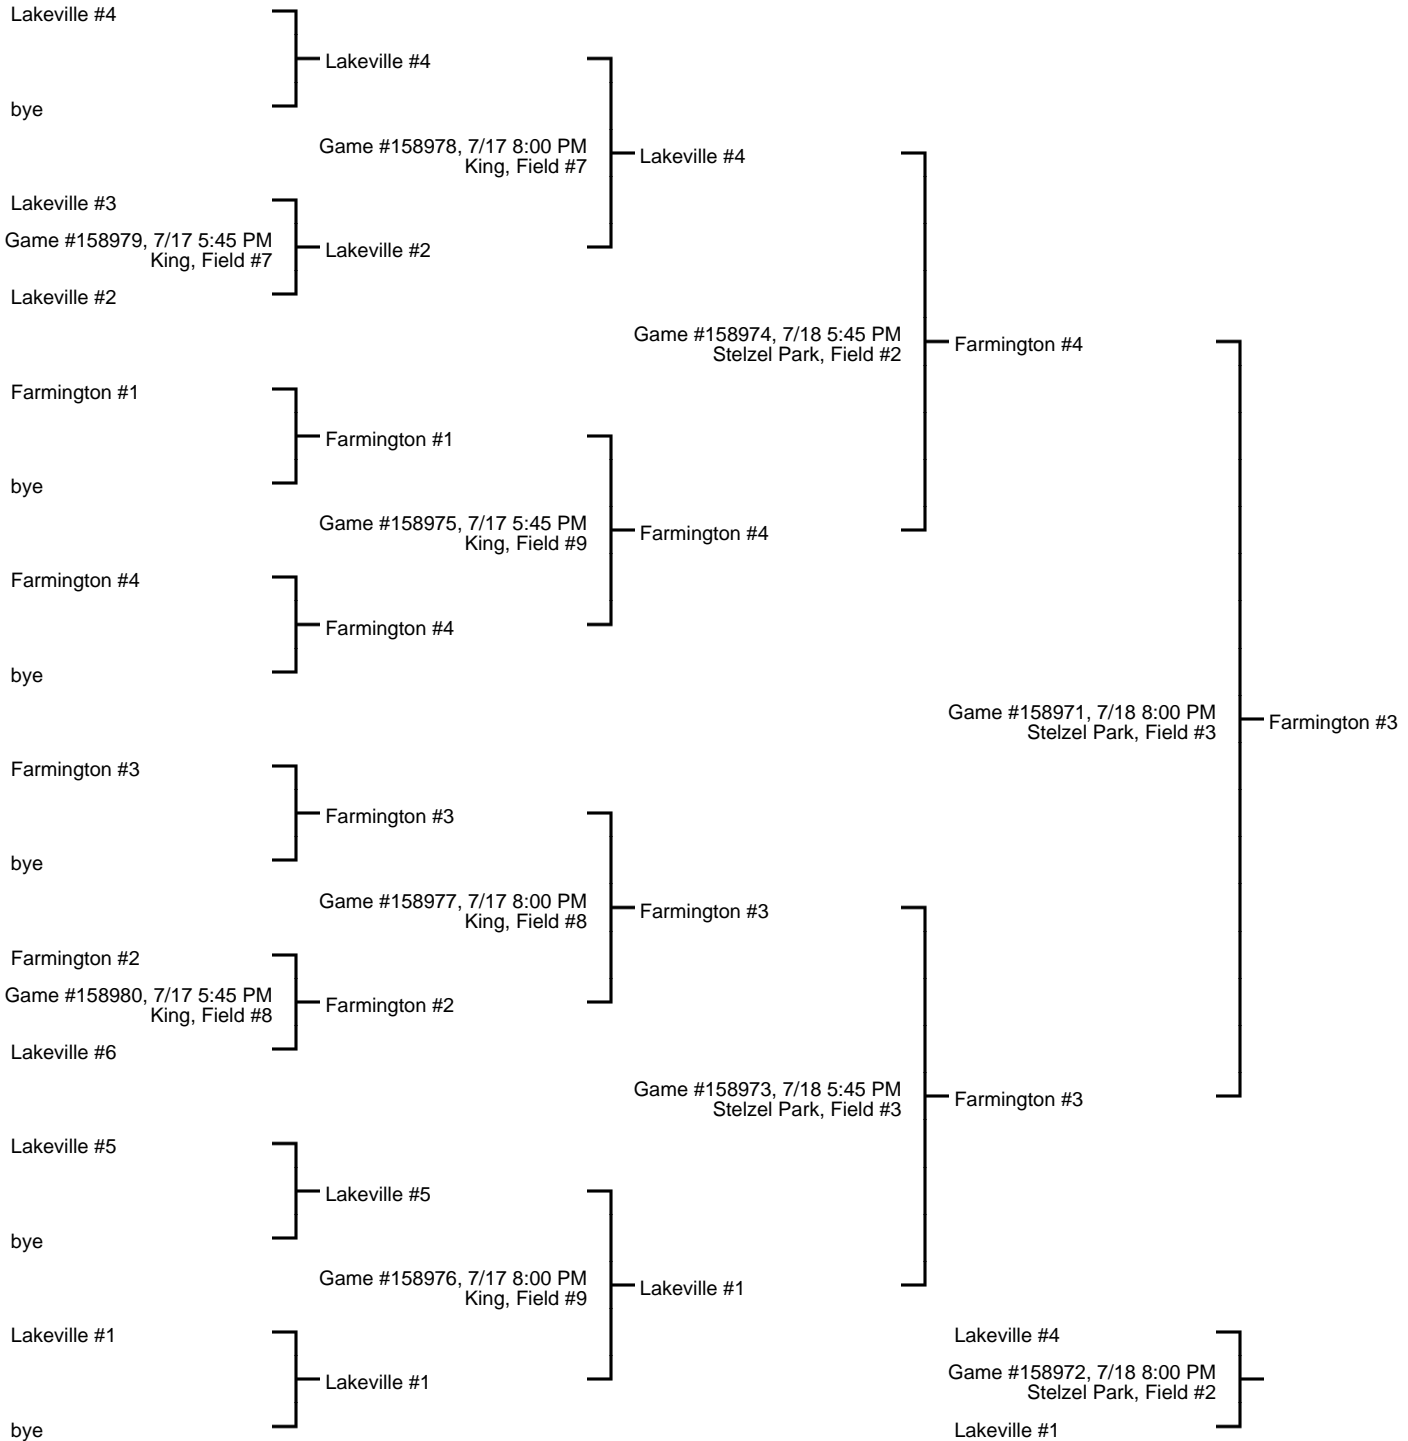 Lakeville #4
Lakeville #4
bye
Game #158978, 7/17 8:00 PM
King, Field #7
Lakeville #4
Lakeville #3
Game #158979, 7/17 5:45 PM
King, Field #7
Lakeville #2
Lakeville #2
Game #158974, 7/18 5:45 PM
Stelzel Park, Field #2
Farmington #4
Farmington #1
Farmington #1
bye
Game #158975, 7/17 5:45 PM
King, Field #9
Farmington #4
Farmington #4
Farmington #4
bye
Game #158971, 7/18 8:00 PM
Stelzel Park, Field #3
Farmington #3
Farmington #3
Farmington #3
bye
Game #158977, 7/17 8:00 PM
King, Field #8
Farmington #3
Farmington #2
Game #158980, 7/17 5:45 PM
King, Field #8
Farmington #2
Lakeville #6
Game #158973, 7/18 5:45 PM
Stelzel Park, Field #3
Farmington #3
Lakeville #5
Lakeville #5
bye
Game #158976, 7/17 8:00 PM
King, Field #9
Lakeville #1
Lakeville #1
Lakeville #1
bye
Lakeville #4
Game #158972, 7/18 8:00 PM
Stelzel Park, Field #2
Lakeville #1